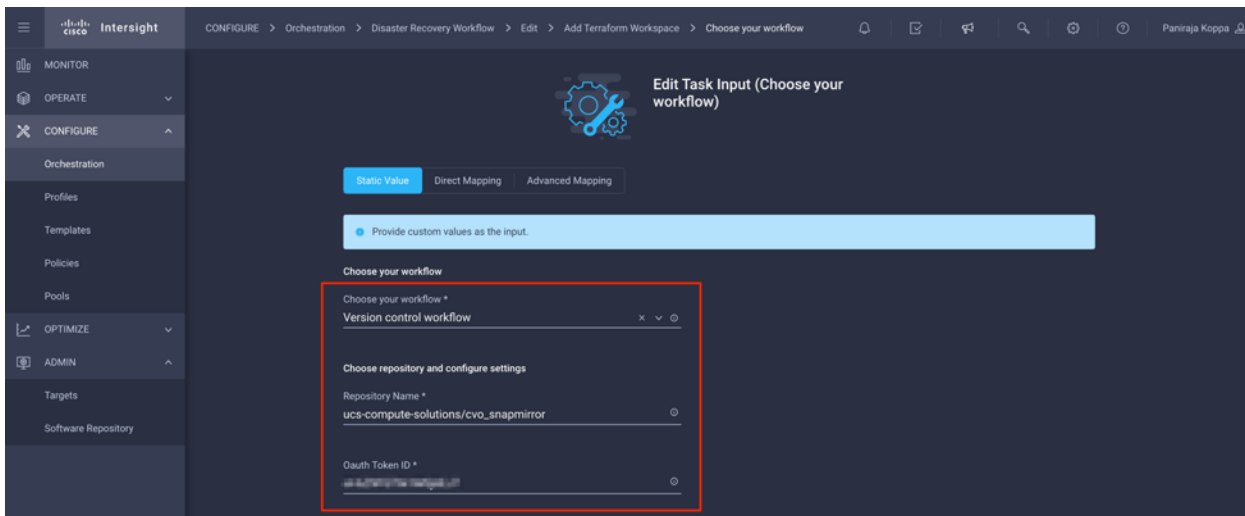 cisco Intersight
CONFIGURE > Orchestration > Disaster Recovery Workflow > Edit > Add Terraform Workspace > Choose your workflow
Paniraja Koppa
MONITOR
OPERATE
CONFIGURE
Orchestration
Profiles
Templates
Policies
Pools
OPTIMIZE
ADMIN
Targets
Software Repository
Edit Task Input (Choose your
workflow)
Static Value Direct Mapping Advanced Mapping
Provide custom values as the input.
Choose your workflow
Choose your workflow *
Version control workflow
Choose repository and configure settings
Repository Name *
ucs-compute-solutions/cvo_snapmirror
Oauth Token ID *